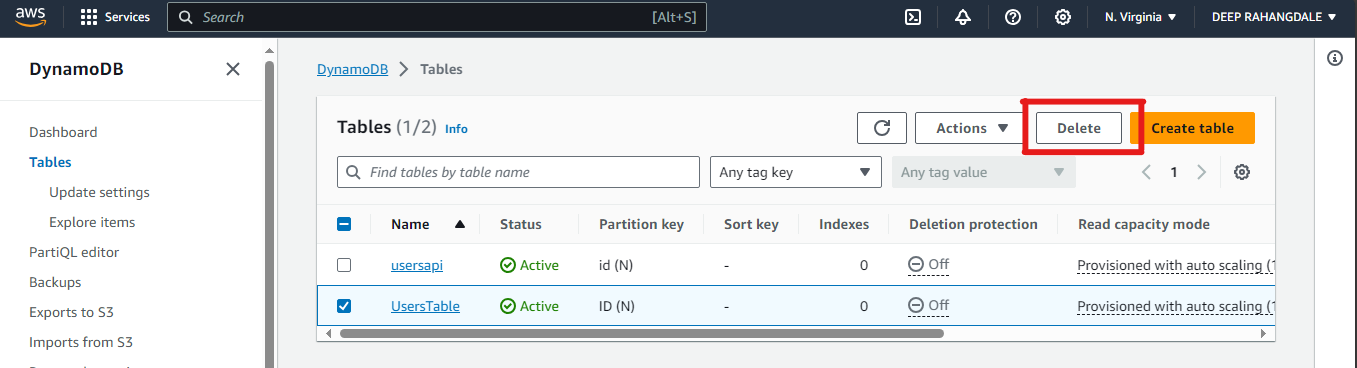 aws Services Search [Alt+S] N. Virginia DEEP RAHANGDALE
DynamoDB
Dashboard
Tables
Update settings
Explore items
PartiQL editor
Backups
Exports to S3
Imports from S3
DynamoDB Tables
Tables (1/2) Info Actions Delete Create table
Find tables by table name Any tag key Any tag value 1
Name Status Partition key Sort key Indexes Deletion protection Read capacity mode
usersapi Active id (N) - 0 Off Provisioned with auto scaling (1
UsersTable Active ID (N) - 0 Off Provisioned with auto scaling (1